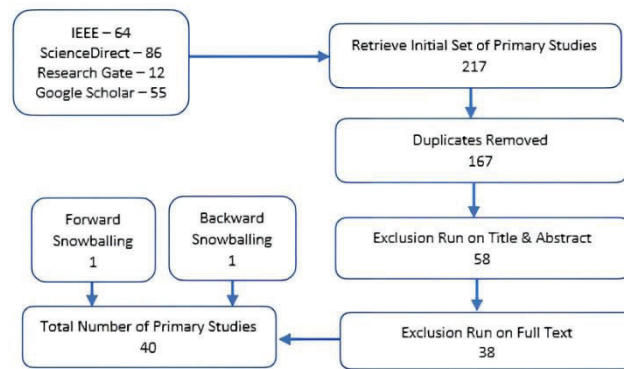 IEEE – 64
ScienceDirect – 86
Research Gate – 12
Google Scholar – 55
Retrieve Initial Set of Primary Studies
217
Duplicates Removed
167
Exclusion Run on Title & Abstract
58
Exclusion Run on Full Text
38
Forward
Snowballing
1
Backward
Snowballing
1
Total Number of Primary Studies
40